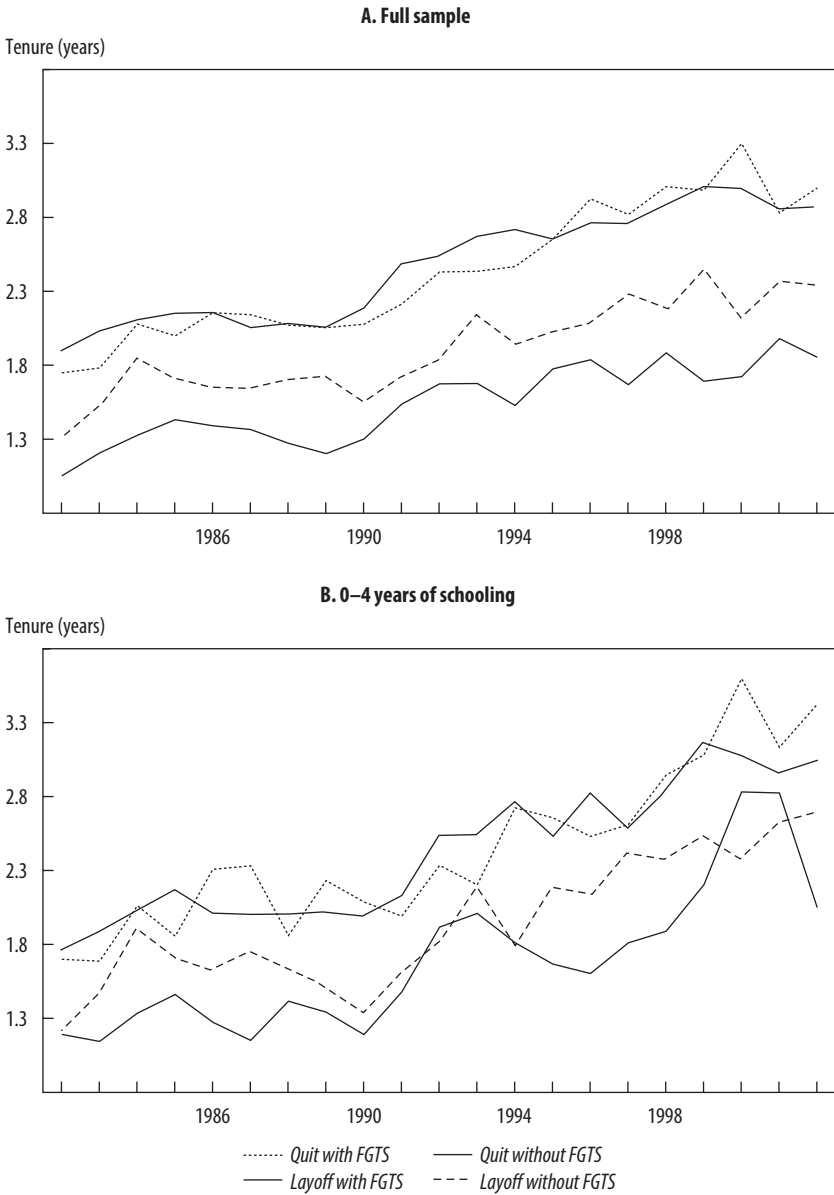 A. Full sample
Tenure (years)
3.3
2.8
2.3
1.8
1.3
1986 1990 1994 1998
B. 0–4 years of schooling
Tenure (years)
3.3
2.8
2.3
1.8
1.3
1986 1990 1994 1998
Quit with FGTS Quit without FGTS
Layoff with FGTS Layoff without FGTS